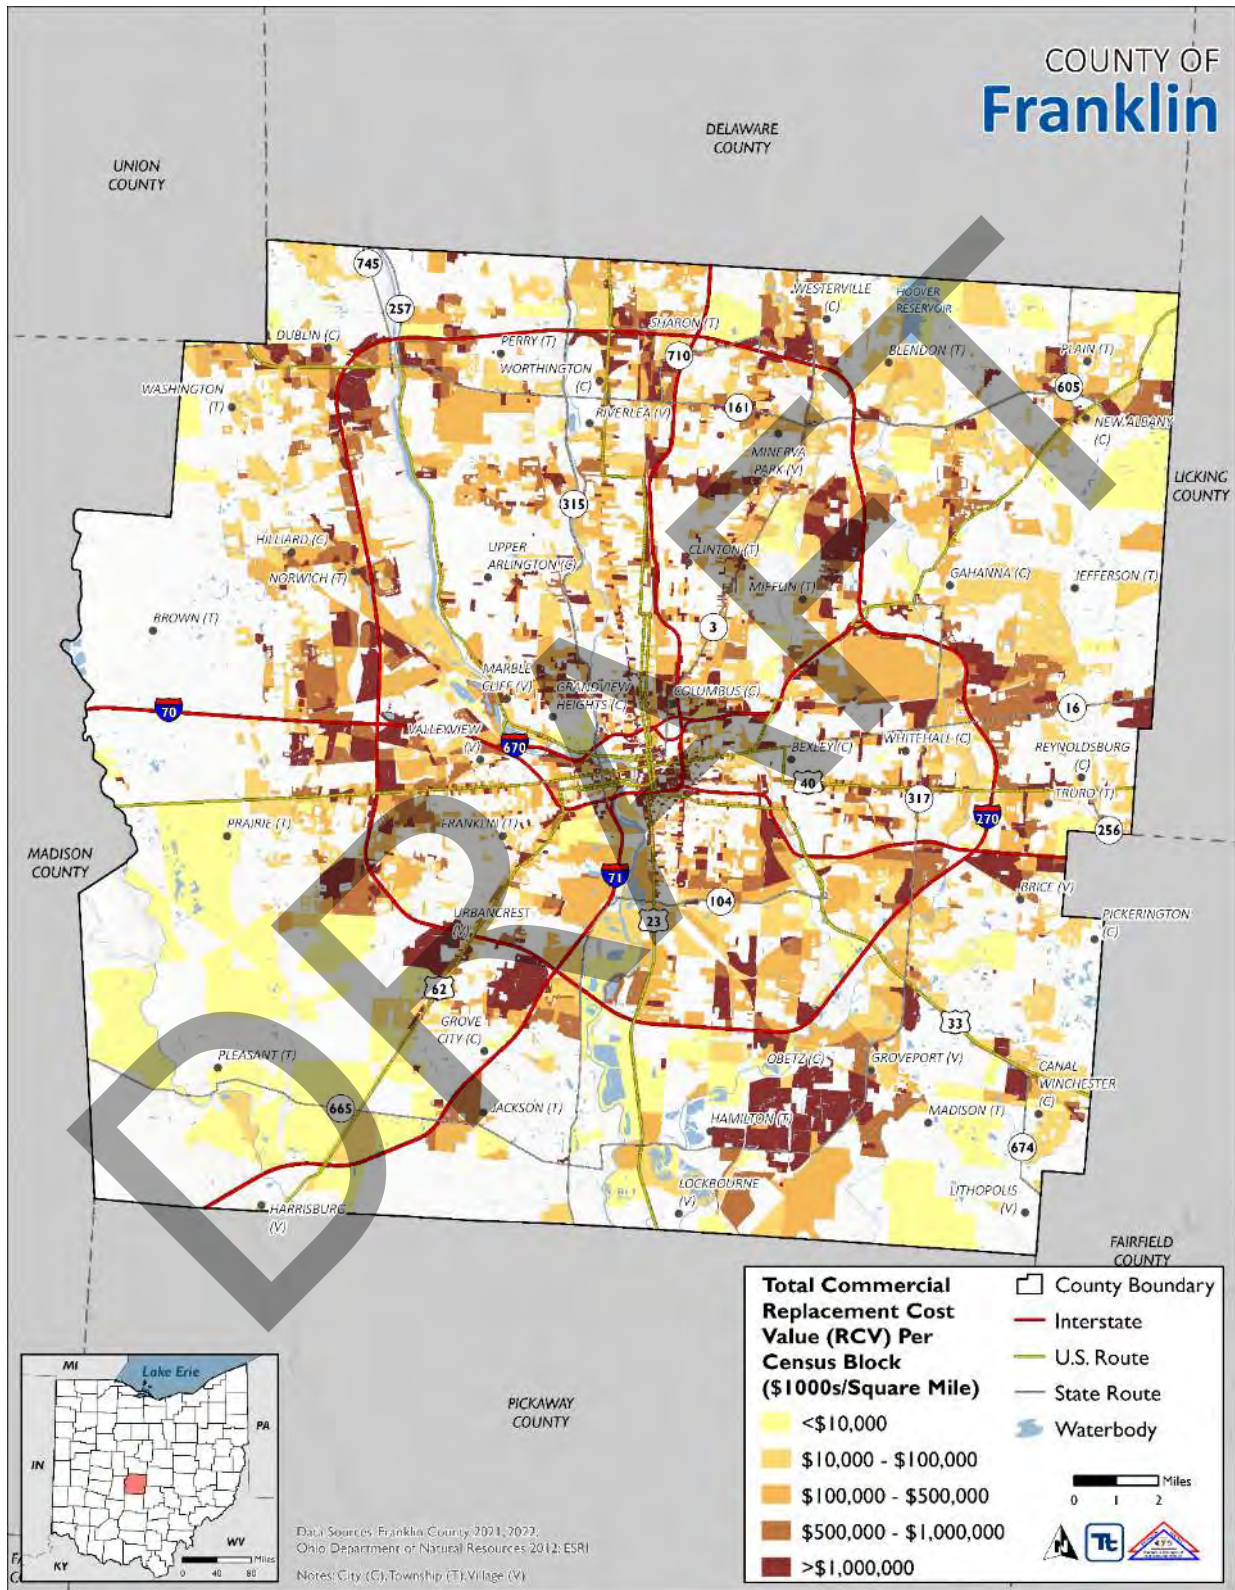 COUNTY OF
Franklin
DELAWARE
COUNTY
UNION
COUNTY
745
257
WESTERVILLE
(C)
HOOVER
RESERVOIR
SHARON (T)
DUBLIN (C)
PERRY (T)
710
BLENDON (T)
PLAIN (T)
WORTHINGTON
(C)
WASHINGTON
(T)
605
161
RIVERLEA (V)
NEW ALBANY
(C)
MINERVA
PARK (V)
LICKING
COUNTY
315
HILLIARD (C)
UPPER
ARLINGTON (C)
CLINTON (T)
NORWICH (T)
MIFFLIN (T)
GAHANNA (C)
JEFFERSON (T)
BROWN (T)
3
MARBLE
CLIFF (V)
GRANDVIEW
HEIGHTS (C)
COLUMBUS (C)
70
16
VALLEYVIEW
(V)
670
BEXLEY (C)
WHITEHALL (C)
REYNOLDSBURG
(C)
40
317
TRURO (T)
270
256
PRAIRIE (T)
FRANKLIN (T)
MADISON
COUNTY
71
BRICE (V)
104
URBANCREST
(V)
23
PICKERINGTON
(C)
62
33
GROVE
CITY (C)
PLEASANT (T)
OBETZ (C)
GROVEPORT (V)
CANAL
WINCHESTER
(C)
665
JACKSON (T)
HAMILTON (T)
MADISON (T)
674
LOCKBOURNE
(V)
LITHOPOLIS
(V)
HARRISBURG
(V)
FAIRFIELD
COUNTY
DRAFT
PICKAWAY
COUNTY
Total Commercial
Replacement Cost
Value (RCV) Per
Census Block
($1000s/Square Mile)
<$10,000
$10,000 - $100,000
$100,000 - $500,000
$500,000 - $1,000,000
>$1,000,000
County Boundary
Interstate
U.S. Route
State Route
Waterbody
Miles
0 1 2
N
Tt
MI
Lake Erie
PA
IN
WV
KY
Miles
0 40 80
Data Sources: Franklin County 2021, 2022;
Ohio Department of Natural Resources 2012; ESRI
Notes: City (C), Township (T), Village (V)